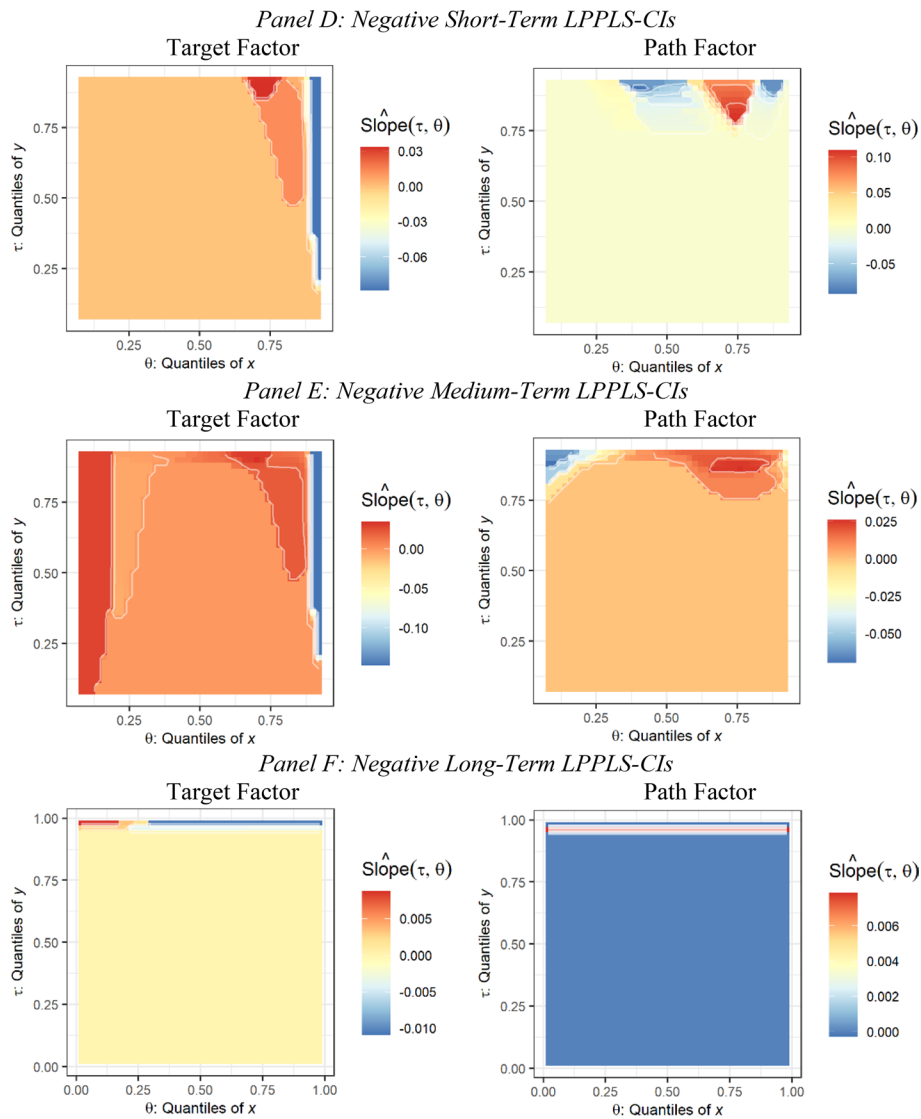 Panel D: Negative Short-Term LPPLS-CIs
Target Factor
0.75
0.50
0.25
0.25
0.50
0.75
τ: Quantiles of y
θ: Quantiles of x
Slope^(τ, θ)
0.03
0.00
-0.03
-0.06
Path Factor
0.75
0.50
0.25
0.25
0.50
0.75
τ: Quantiles of y
θ: Quantiles of x
Slope^(τ, θ)
0.10
0.05
0.00
-0.05
Panel E: Negative Medium-Term LPPLS-CIs
Target Factor
0.75
0.50
0.25
0.25
0.50
0.75
τ: Quantiles of y
θ: Quantiles of x
Slope^(τ, θ)
0.00
-0.05
-0.10
Path Factor
0.75
0.50
0.25
0.25
0.50
0.75
τ: Quantiles of y
θ: Quantiles of x
Slope^(τ, θ)
0.025
0.000
-0.025
-0.050
Panel F: Negative Long-Term LPPLS-CIs
Target Factor
1.00
0.75
0.50
0.25
0.00
0.00
0.25
0.50
0.75
1.00
τ: Quantiles of y
θ: Quantiles of x
Slope^(τ, θ)
0.005
0.000
-0.005
-0.010
Path Factor
1.00
0.75
0.50
0.25
0.00
0.00
0.25
0.50
0.75
1.00
τ: Quantiles of y
θ: Quantiles of x
Slope^(τ, θ)
0.006
0.004
0.002
0.000